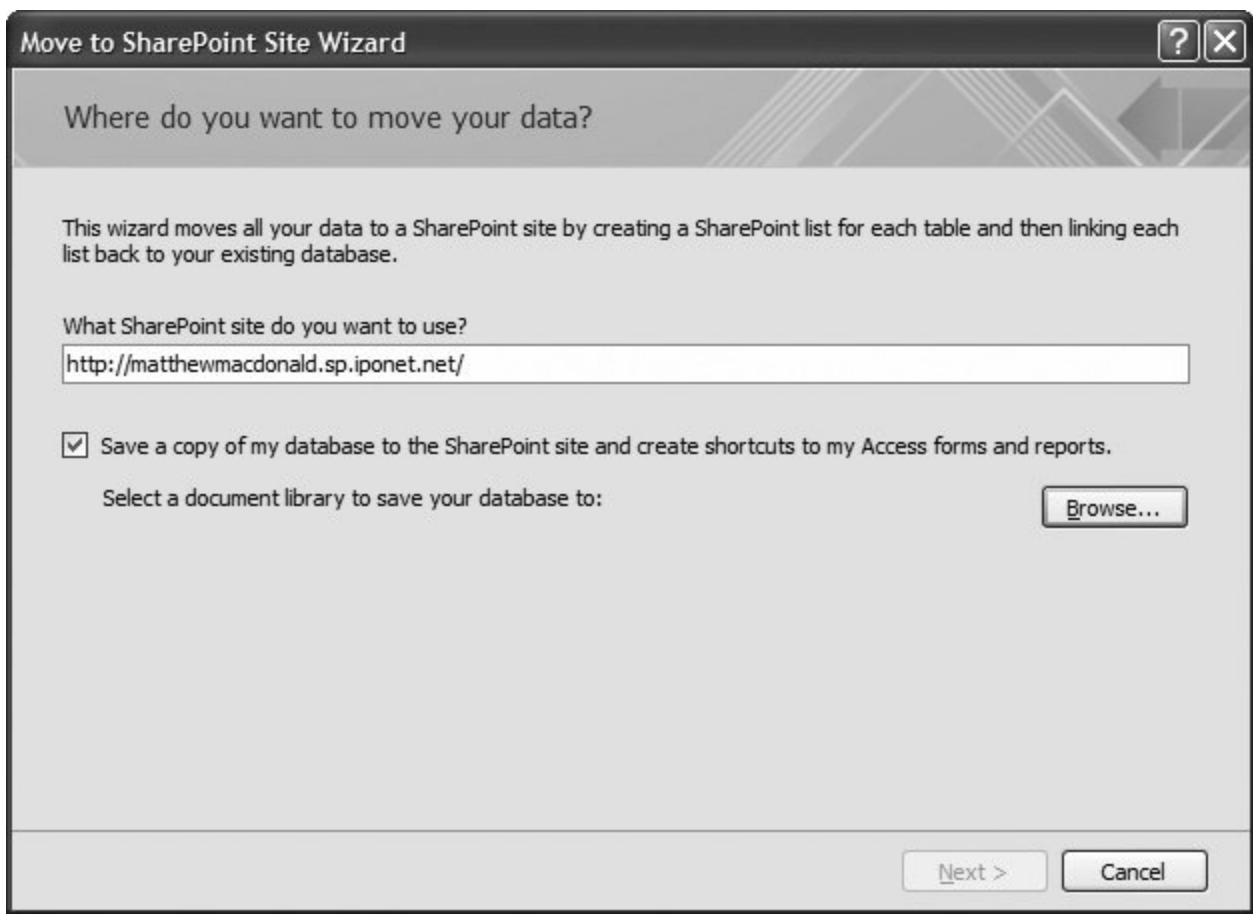 Move to SharePoint Site Wizard
Where do you want to move your data?
This wizard moves all your data to a SharePoint site by creating a SharePoint list for each table and then linking each
list back to your existing database.
What SharePoint site do you want to use?
http://matthewmacdonald.sp.iponet.net/
Save a copy of my database to the SharePoint site and create shortcuts to my Access forms and reports.
Select a document library to save your database to:
Browse...
Next >
Cancel